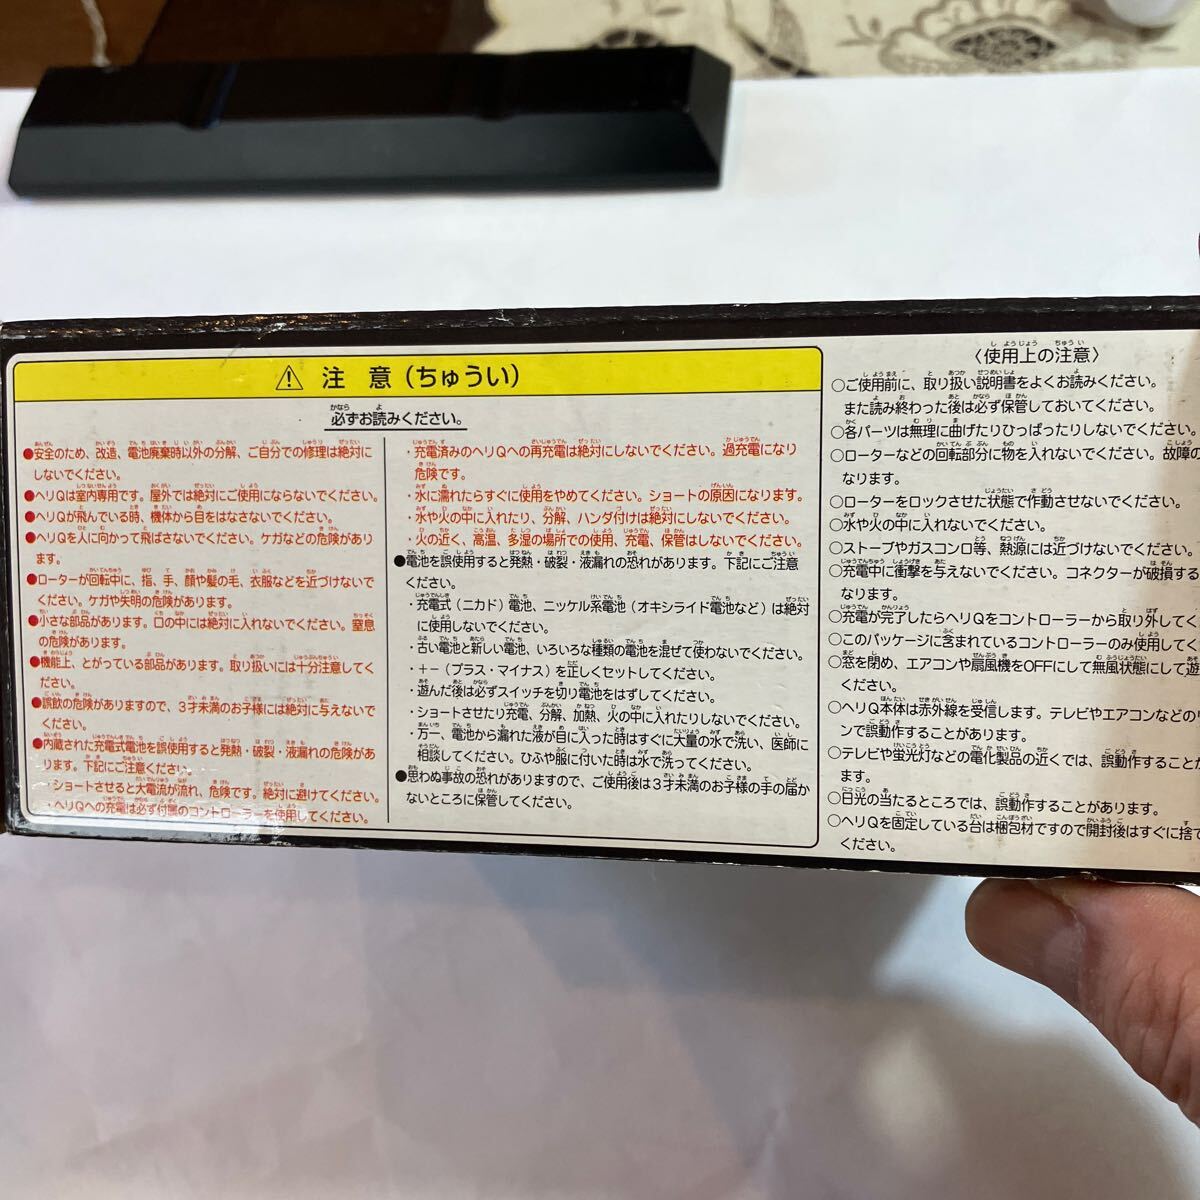 ⚠ 注 意（ちゅうい）
必ずお読みください。
●安全のため、改造、電池廃棄時以外の分解、ご自分での修理は絶対に
しないでください。
●ヘリQは室内専用です。屋外では絶対にご使用にならないでください。
●ヘリQが飛んでいる時、機体から目をはなさないでください。
●ヘリQを人に向かって飛ばさないでください。ケガなどの危険があり
ます。
●ローターが回転中に、指、手、顔や髪の毛、衣服などを近づけないで
ください。ケガや失明の危険があります。
●小さな部品があります。口の中には絶対に入れないでください。窒息
の危険があります。
●機能上、とがっている部品があります。取り扱いには十分注意してく
ださい。
●誤飲の危険がありますので、３才未満のお子様には絶対に与えないで
ください。
●内蔵された充電式電池を誤使用すると発熱・破裂・液漏れの危険があ
ります。下記にご注意ください。
・ショートさせると大電流が流れ、危険です。絶対に避けてください。
・ヘリQへの充電は必ず付属のコントローラーを使用してください。
・充電済みのヘリQへの再充電は絶対にしないでください。過充電になり
危険です。
・水に濡れたらすぐに使用をやめてください。ショートの原因になります。
・水や火の中に入れたり、分解、ハンダ付けは絶対にしないでください。
・火の近く、高温、多湿の場所での使用、充電、保管はしないでください。
●電池を誤使用すると発熱・破裂・液漏れの恐れがあります。下記にご注意
ください。
・充電式（ニカド）電池、ニッケル系電池（オキシライド電池など）は絶対
に使用しないでください。
・古い電池と新しい電池、いろいろな種類の電池を混ぜて使わないでください。
・＋−（プラス・マイナス）を正しくセットしてください。
・遊んだ後は必ずスイッチを切り電池をはずしてください。
・ショートさせたり充電、分解、加熱、火の中に入れたりしないでください。
・万一、電池から漏れた液が目に入った時はすぐに大量の水で洗い、医師に
相談してください。ひふや服に付いた時は水で洗ってください。
●思わぬ事故の恐れがありますので、ご使用後は３才未満のお子様の手の届か
ないところに保管してください。
〈使用上の注意〉
○ご使用前に、取り扱い説明書をよくお読みください。
また読み終わった後は必ず保管しておいてください。
○各パーツは無理に曲げたりひっぱったりしないでください。
○ローターなどの回転部分に物を入れないでください。故障の
なります。
○ローターをロックさせた状態で作動させないでください。
○水や火の中に入れないでください。
○ストーブやガスコンロ等、熱源には近づけないでください。
○充電中に衝撃を与えないでください。コネクターが破損する
なります。
○充電が完了したらヘリQをコントローラーから取り外してく
○このパッケージに含まれているコントローラーのみ使用して
○窓を閉め、エアコンや扇風機をOFFにして無風状態にして遊
ください。
○ヘリQ本体は赤外線を受信します。テレビやエアコンなどのリ
ンで誤動作することがあります。
○テレビや蛍光灯などの電化製品の近くでは、誤動作することが
ます。
○日光の当たるところでは、誤動作することがあります。
○ヘリQを固定している台は梱包材ですので開封後はすぐに捨て
ください。